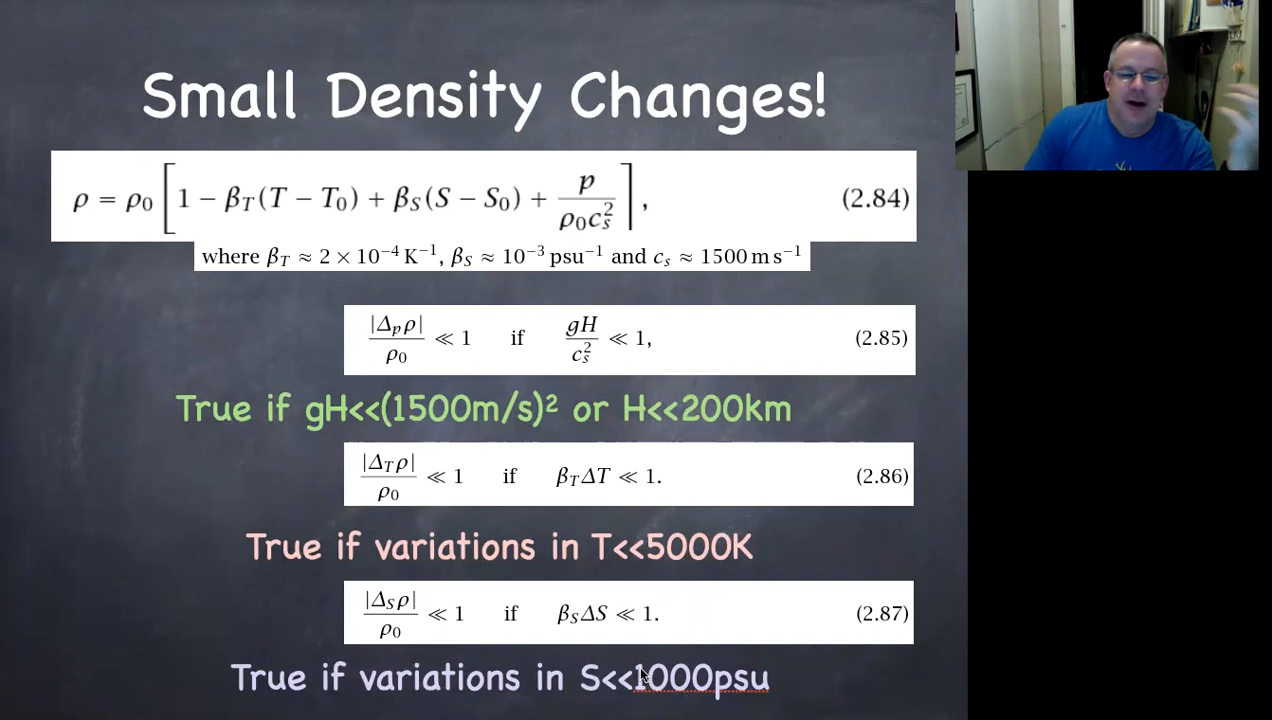 Small Density Changes!
ρ = ρ₀ [1 − β_T(T − T₀) + β_S(S − S₀) + p/(ρ₀c_s²)], (2.84)
where β_T ≈ 2 × 10⁻⁴ K⁻¹, β_S ≈ 10⁻³ psu⁻¹ and c_s ≈ 1500 m s⁻¹
|Δ_pρ|/ρ₀ ≪ 1 if gH/c_s² ≪ 1, (2.85)
True if gH<<(1500m/s)² or H<<200km
|Δ_Tρ|/ρ₀ ≪ 1 if β_TΔT ≪ 1. (2.86)
True if variations in T<<5000K
|Δ_Sρ|/ρ₀ ≪ 1 if β_SΔS ≪ 1. (2.87)
True if variations in S<<1000psu